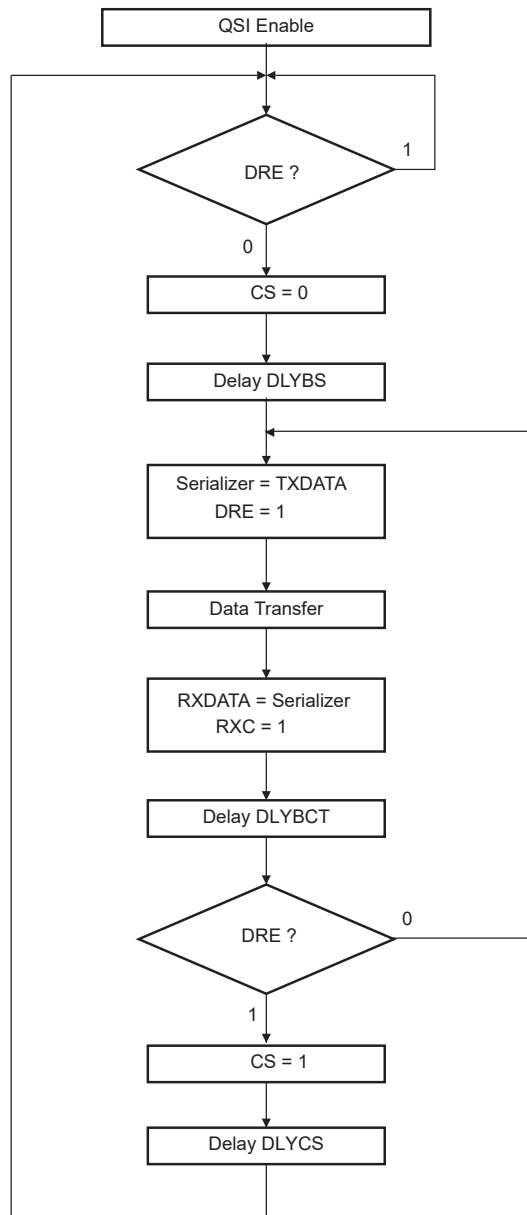 QSI Enable
DRE ?
1
0
CS = 0
Delay DLYBS
Serializer = TXDATA
DRE = 1
Data Transfer
RXDATA = Serializer
RXC = 1
Delay DLYBCT
0
DRE ?
1
CS = 1
Delay DLYCS